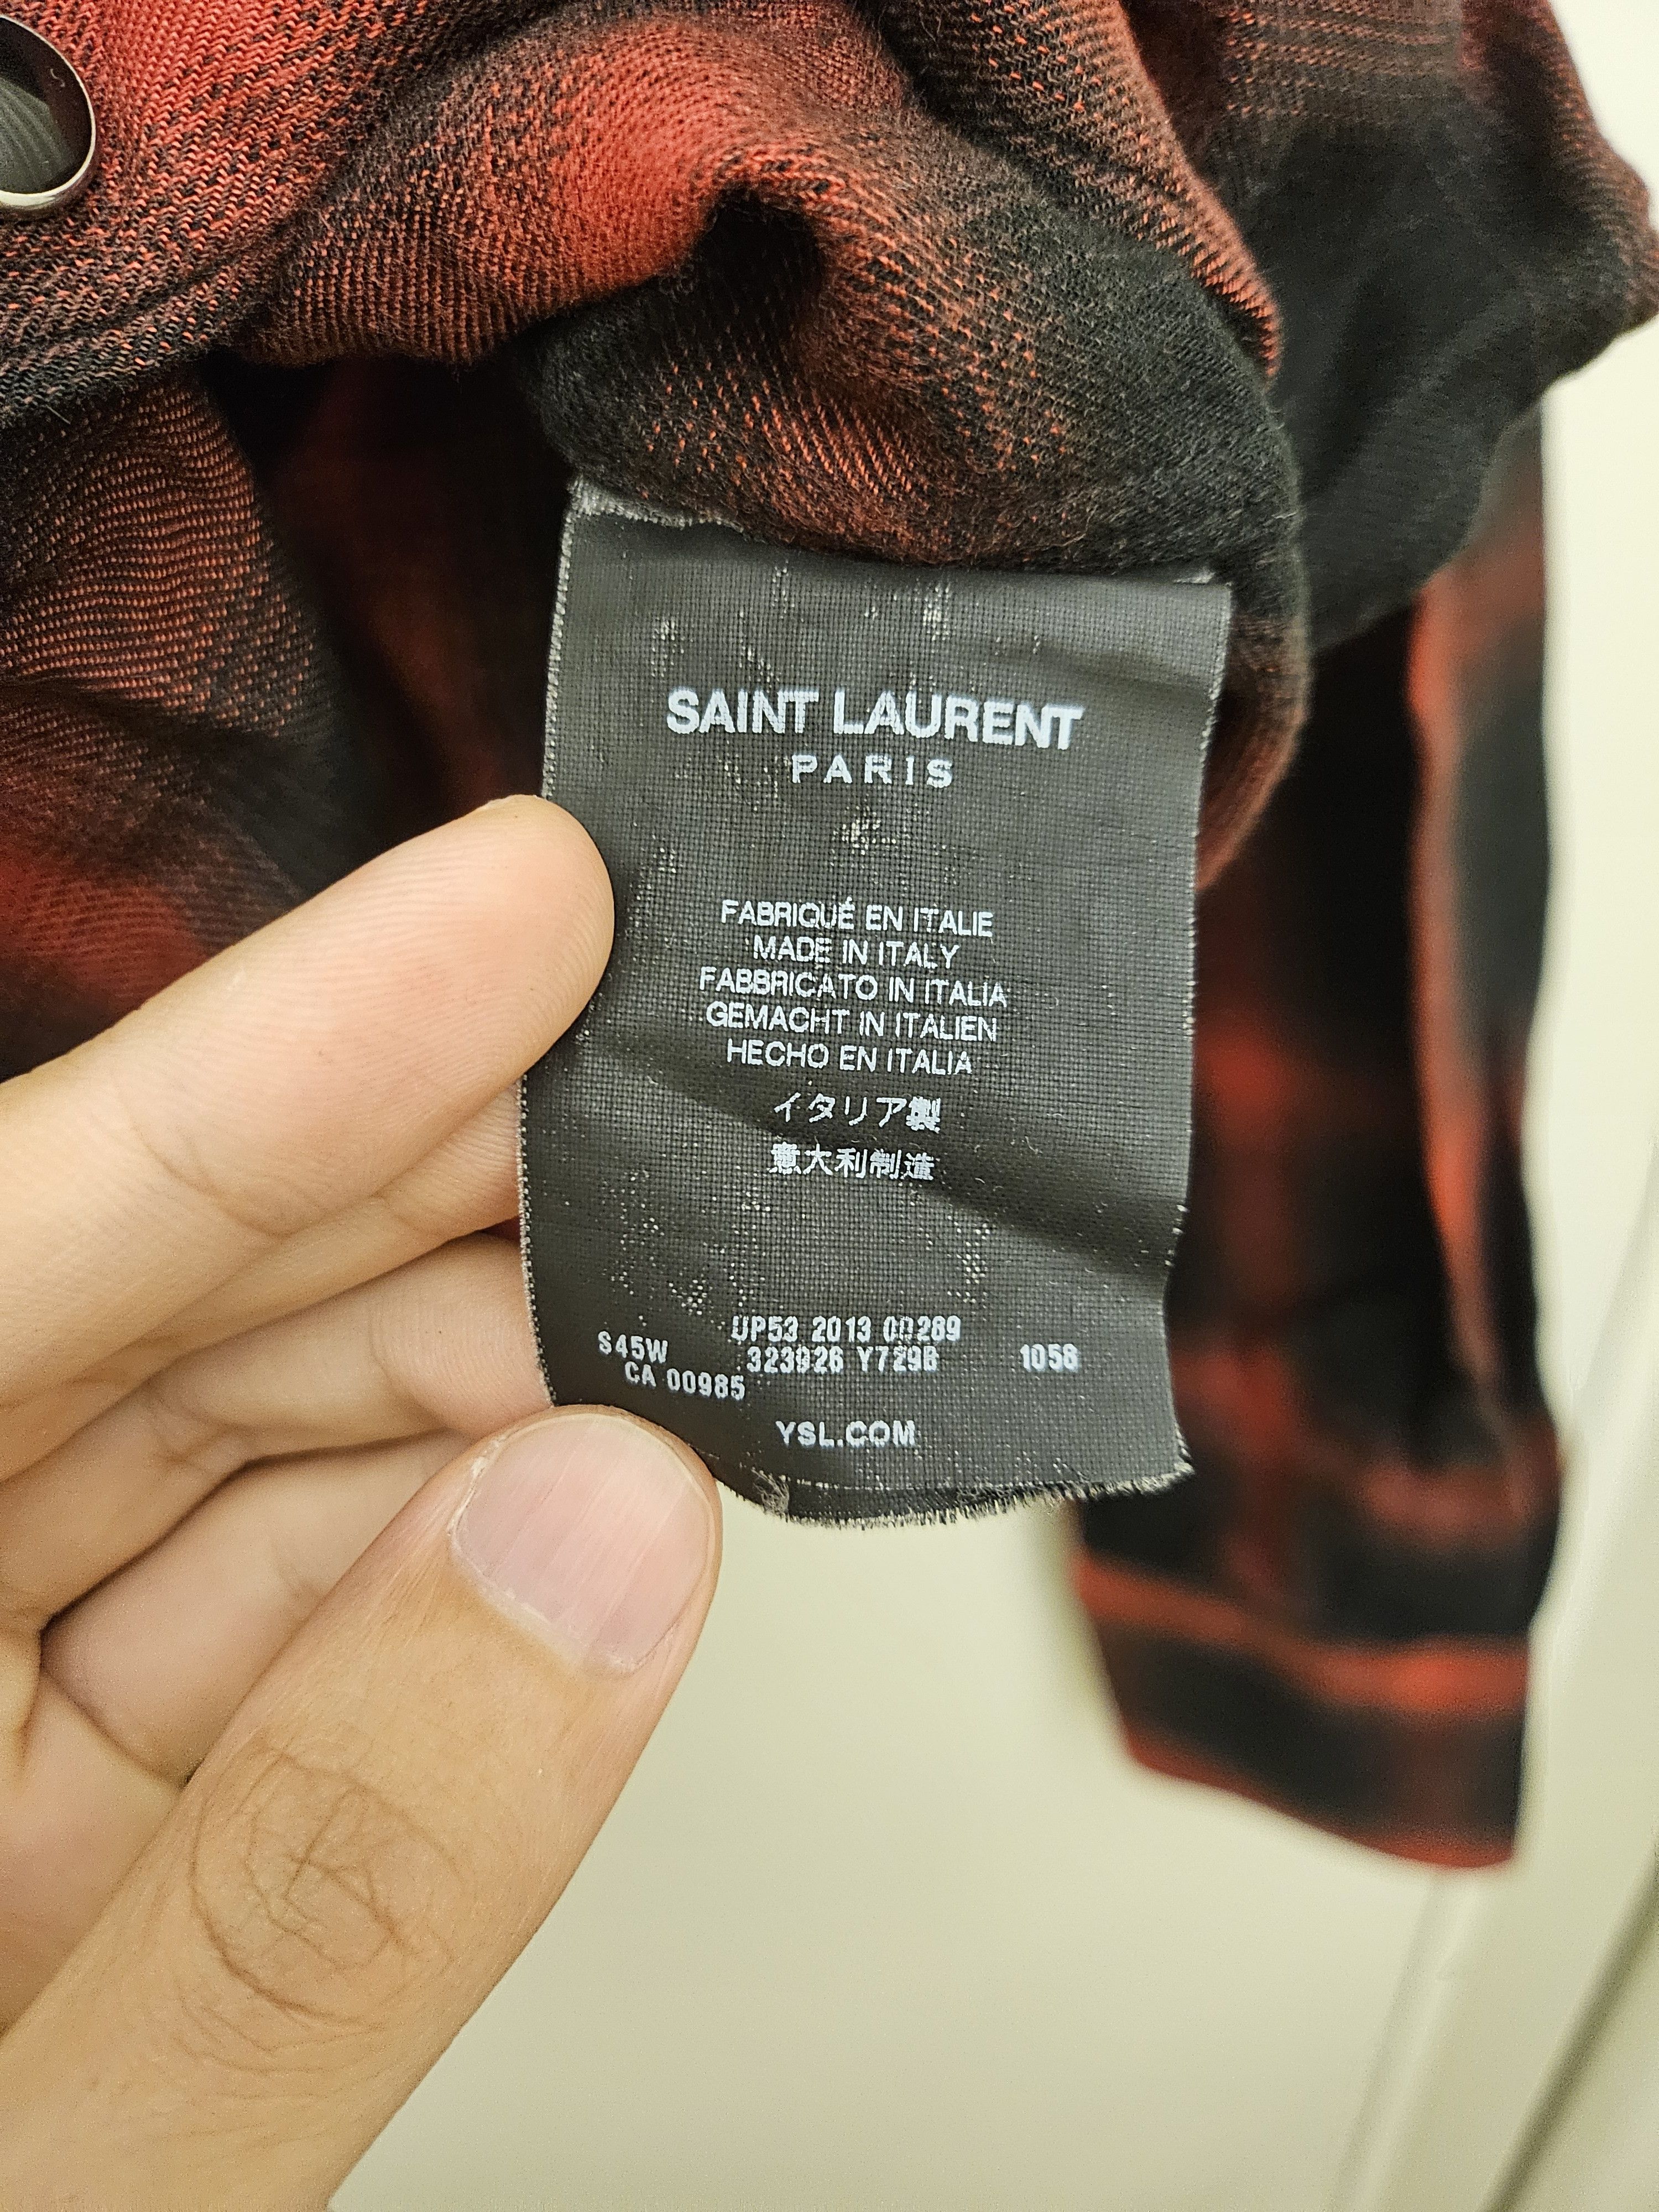 SAINT LAURENT
PARIS
FABRIQUÉ EN ITALIE
MADE IN ITALY
FABBRICATO IN ITALIA
GEMACHT IN ITALIEN
HECHO EN ITALIA
イタリア製
意大利制造
UP53 2013 00289
S45W 323926 Y729B 1058
CA 00985
YSL.COM